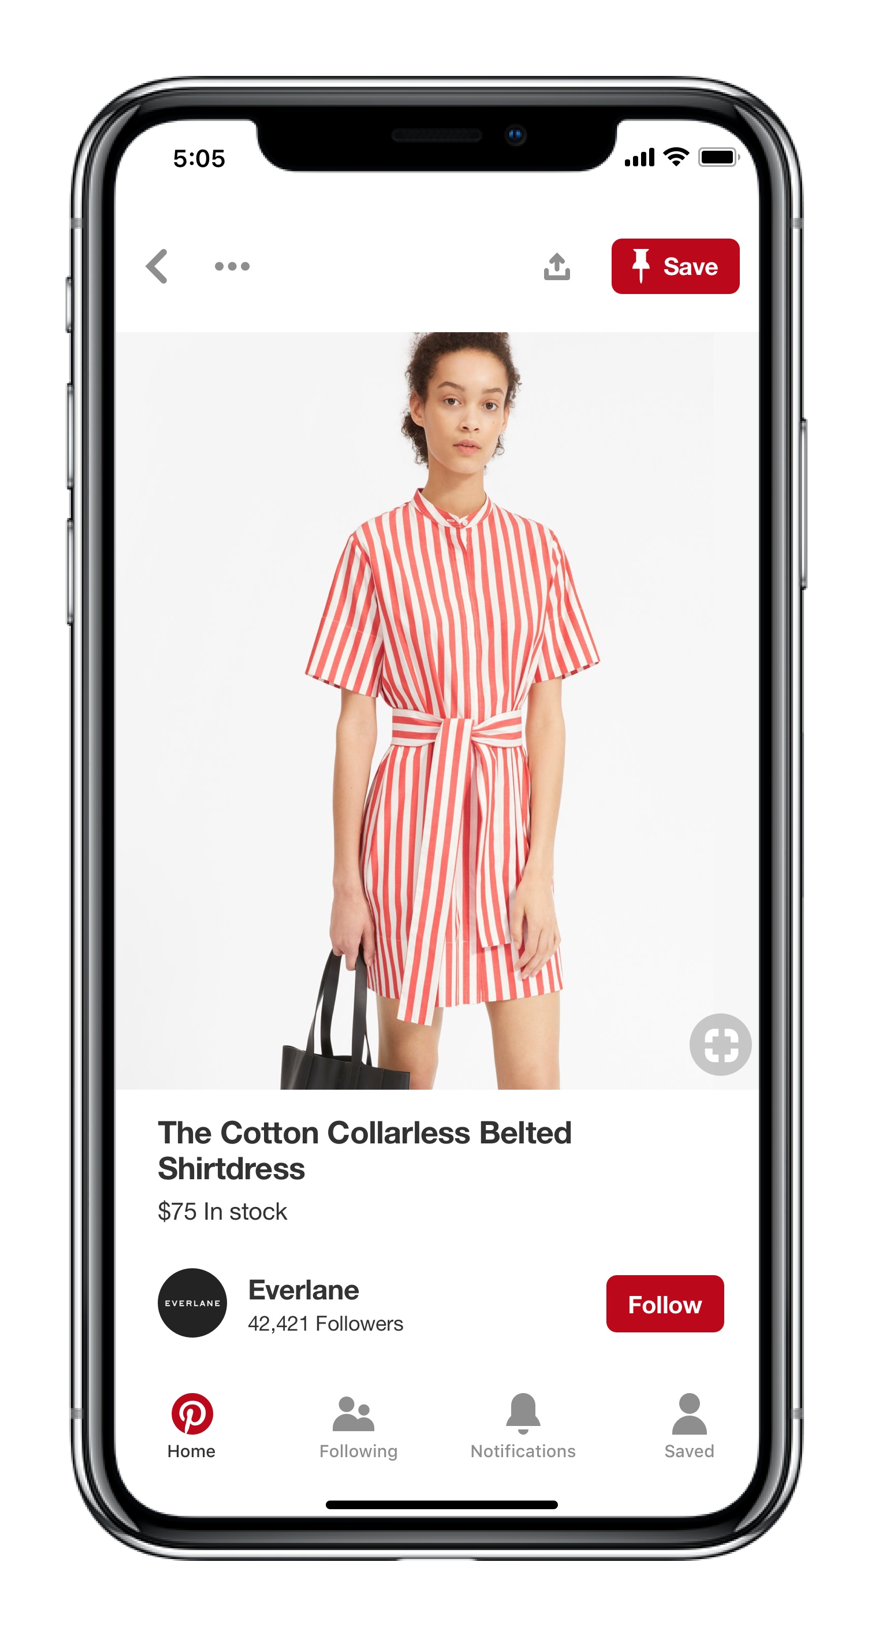 5:05
Save
The Cotton Collarless Belted
Shirtdress
$75 In stock
EVERLANE
Everlane
42,421 Followers
Follow
Home
Following
Notifications
Saved